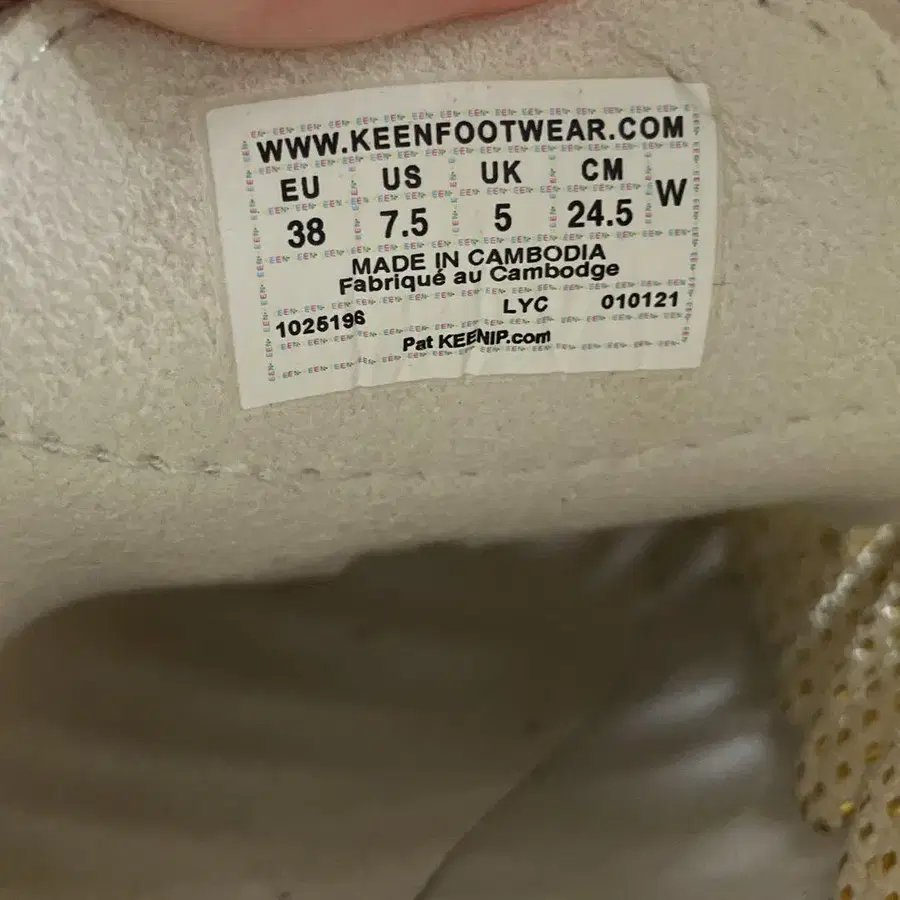 WWW.KEENFOOTWEAR.COM
EU US UK CM W
38 7.5 5 24.5
MADE IN CAMBODIA
Fabriqué au Cambodge
1025196 LYC 010121
Pat KEENIP.com